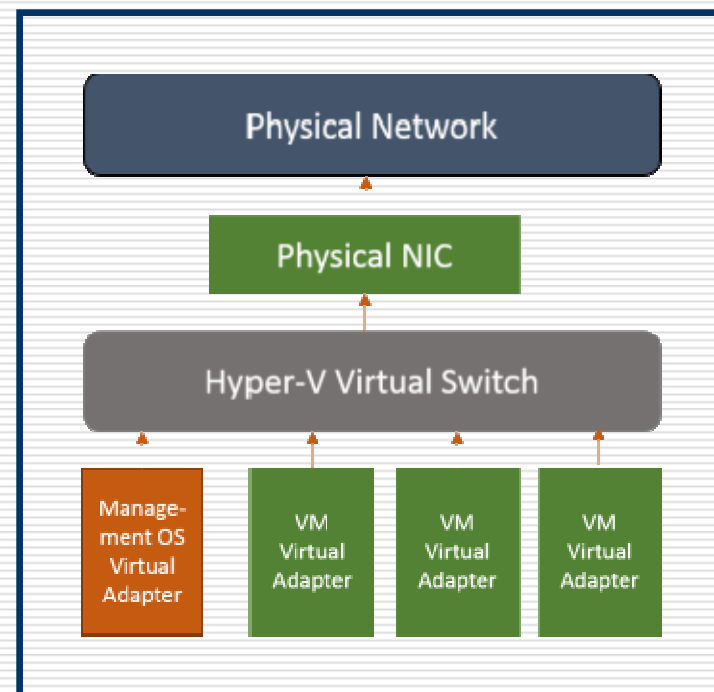 Physical Network
Physical NIC
Hyper-V Virtual Switch
Manage-
ment OS
Virtual
Adapter
VM
Virtual
Adapter
VM
Virtual
Adapter
VM
Virtual
Adapter